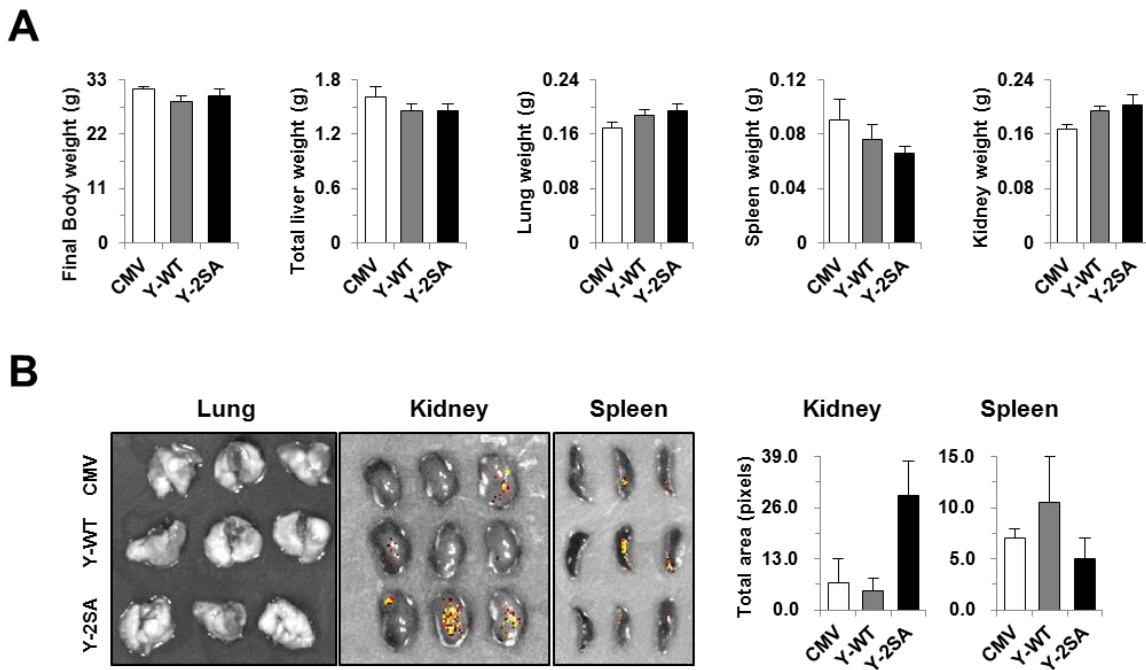 A
Final Body weight (g)
33
22
11
0
CMV
Y-WT
Y-2SA
Total liver weight (g)
1.8
1.2
0.6
0
CMV
Y-WT
Y-2SA
Lung weight (g)
0.24
0.16
0.08
0
CMV
Y-WT
Y-2SA
Spleen weight (g)
0.12
0.08
0.04
0
CMV
Y-WT
Y-2SA
Kidney weight (g)
0.24
0.16
0.08
0
CMV
Y-WT
Y-2SA
B
Lung
Kidney
Spleen
CMV
Y-WT
Y-2SA
Kidney
Total area (pixels)
39.0
26.0
13.0
0.0
CMV
Y-WT
Y-2SA
Spleen
15.0
10.0
5.0
0.0
CMV
Y-WT
Y-2SA